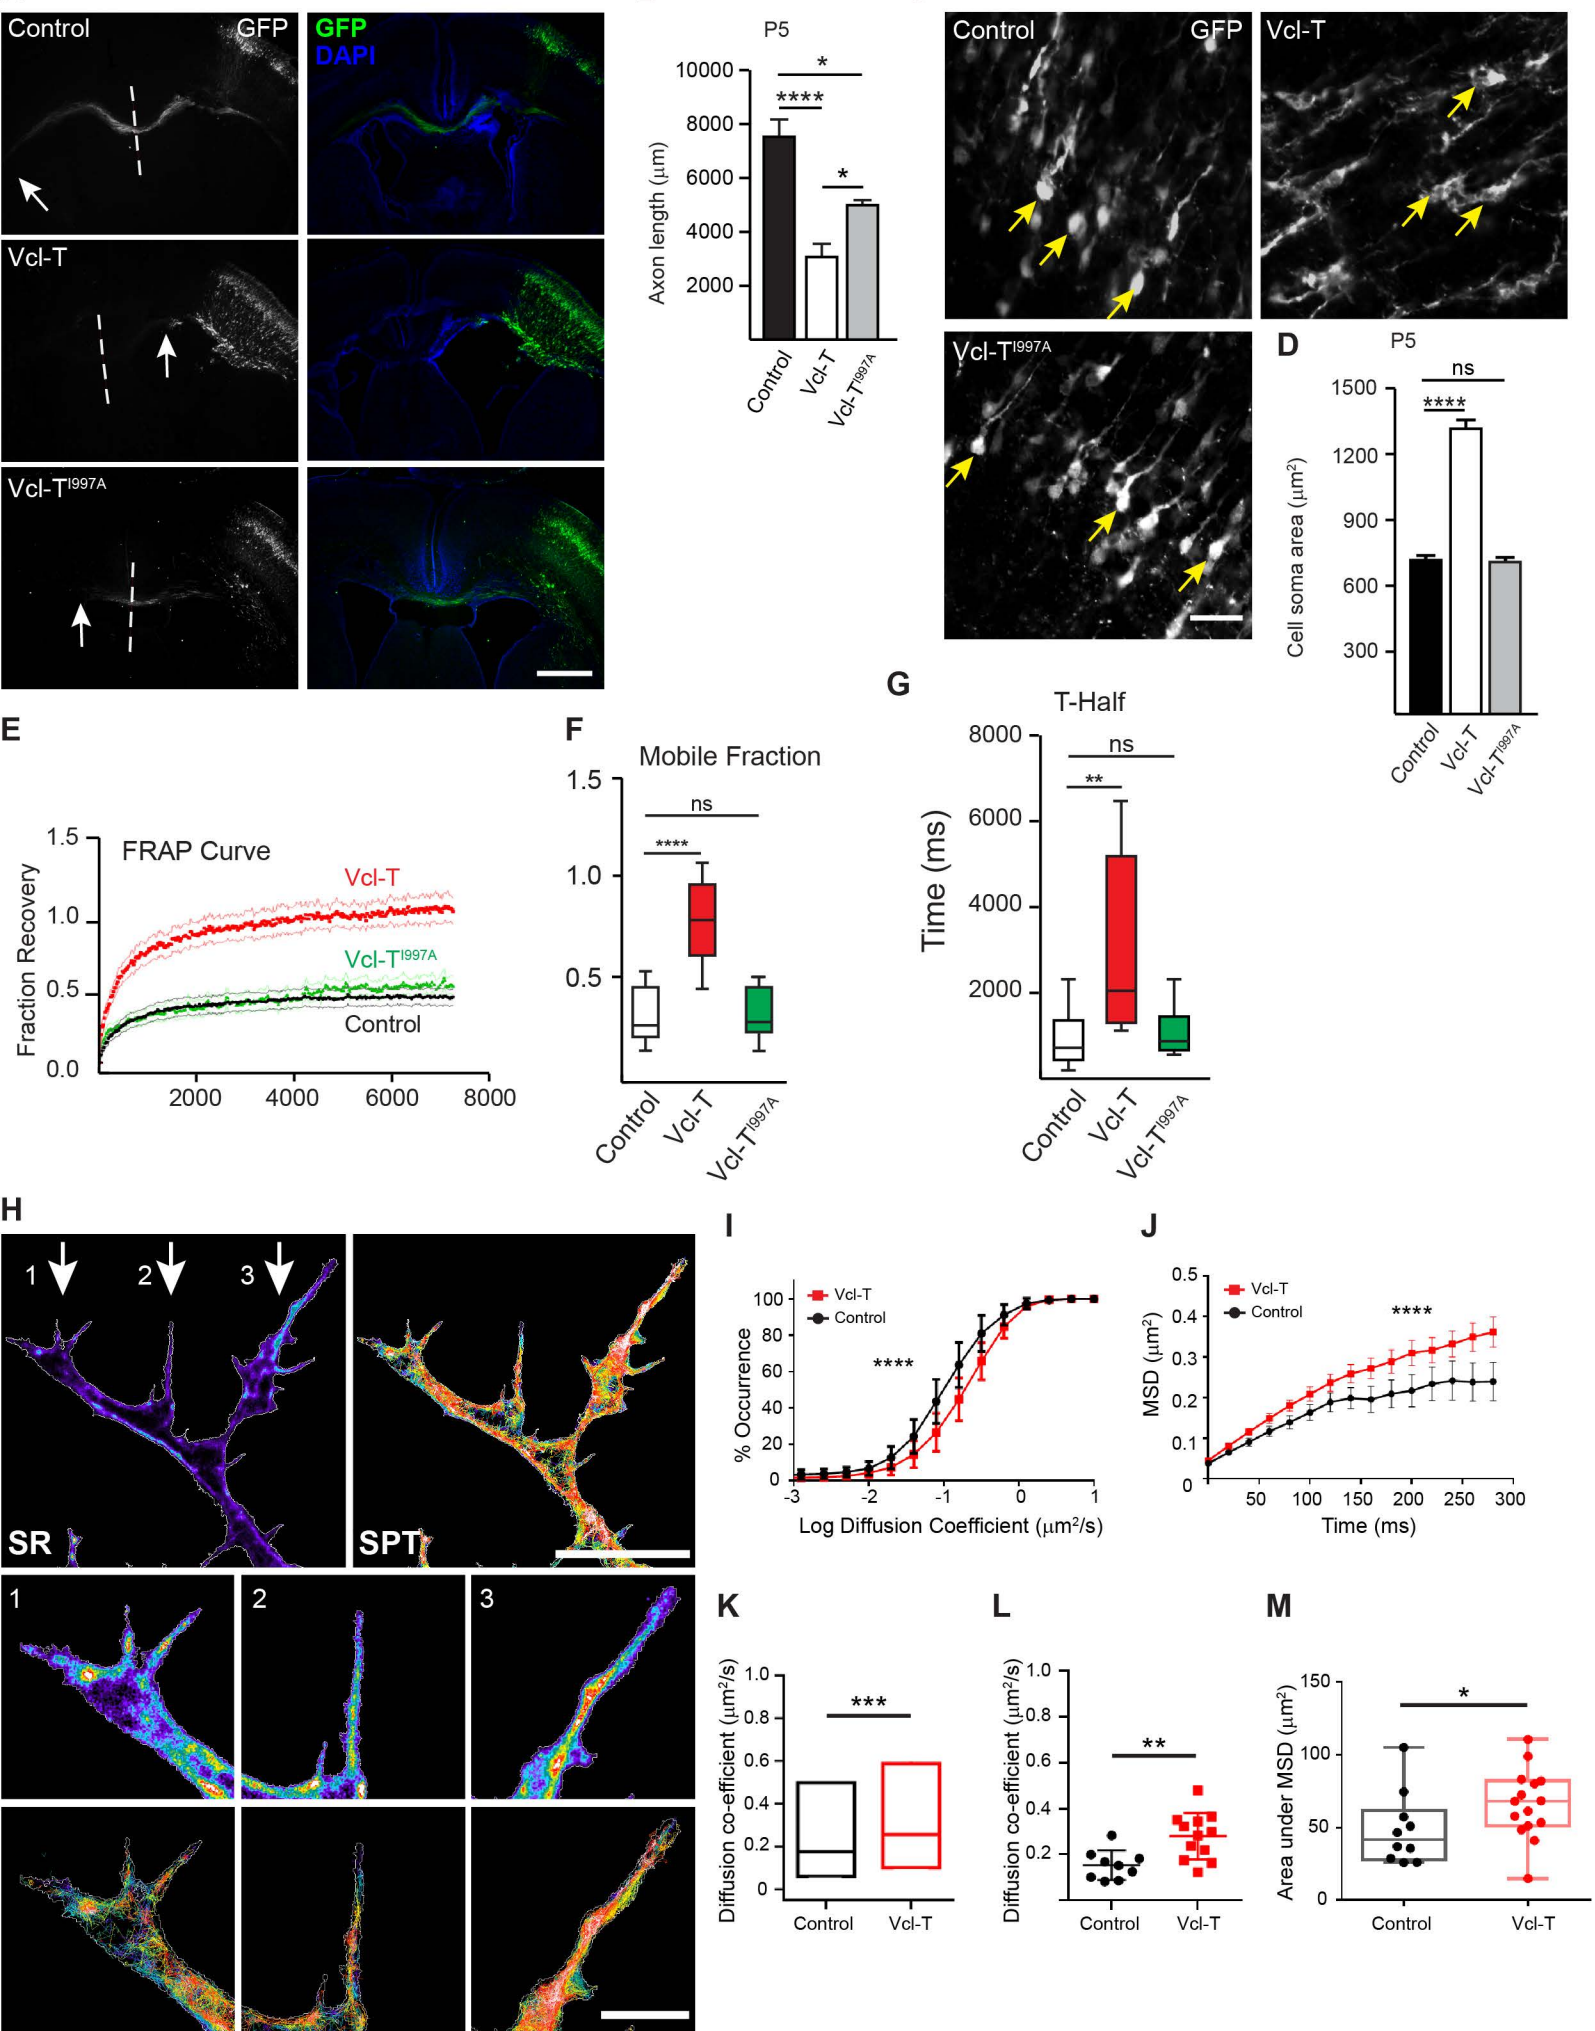 Control GFP
GFP
DAPI
Vcl-T
Vcl-T^I997A
P5
Axon length (μm)
10000
8000
6000
4000
2000
*
****
*
Control
Vcl-T
Vcl-T^I997A
Control GFP
Vcl-T
Vcl-T^I997A
D
P5
Cell soma area (μm²)
1500
1200
900
600
300
ns
****
Control
Vcl-T
Vcl-T^I997A
E
FRAP Curve
Fraction Recovery
1.5
1.0
0.5
0.0
Vcl-T
Vcl-T^I997A
Control
2000 4000 6000 8000
F
Mobile Fraction
1.5
1.0
0.5
ns
****
Control
Vcl-T
Vcl-T^I997A
G
T-Half
Time (ms)
8000
6000
4000
2000
ns
**
Control
Vcl-T
Vcl-T^I997A
H
1 2 3
SR
SPT
1 2 3
I
Vcl-T
Control
% Occurrence
100
80
60
40
20
0
****
-3 -2 -1 0 1
Log Diffusion Coefficient (μm²/s)
J
Vcl-T
Control
MSD (μm²)
0.5
0.4
0.3
0.2
0.1
0
****
50 100 150 200 250 300
Time (ms)
K
Diffusion co-efficient (μm²/s)
1.0
0.8
0.6
0.4
0.2
0
***
Control Vcl-T
L
Diffusion co-efficient (μm²/s)
1.0
0.8
0.6
0.4
0.2
**
Control Vcl-T
M
Area under MSD (μm²)
150
100
50
0
*
Control Vcl-T